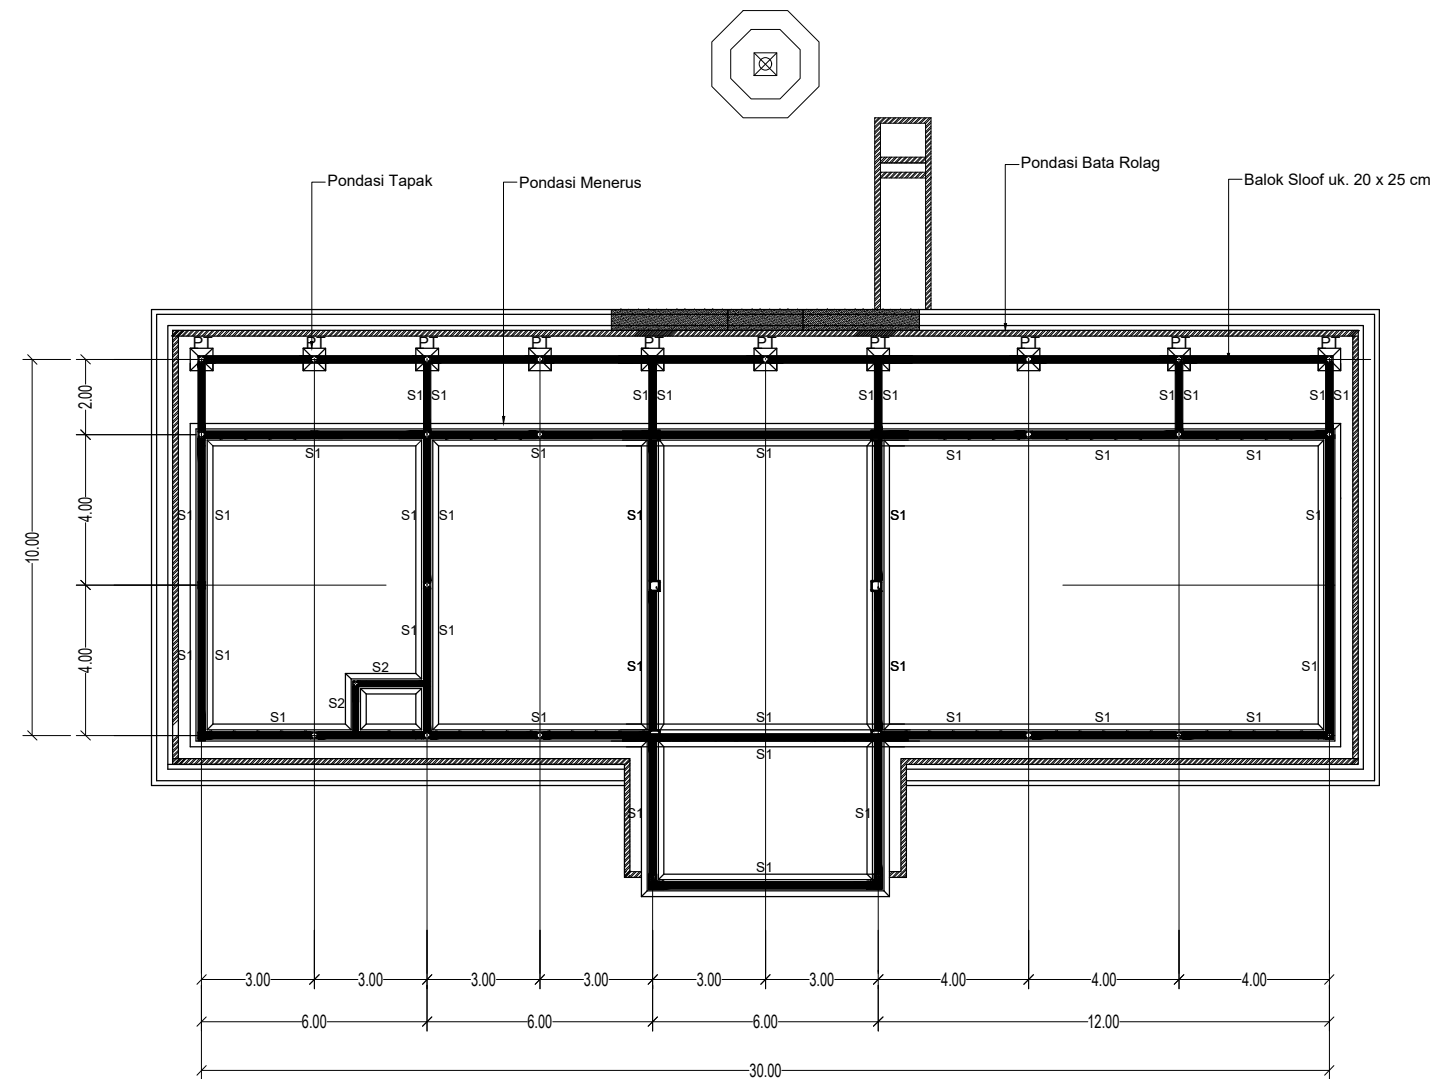 Pondasi Tapak
Pondasi Menerus
Pondasi Bata Rolag
Balok Sloof uk. 20 x 25 cm
P1 P1 P1 P1 P1 P1 P1 P1 P1 P1
2.00
S1 S1 S1 S1 S1 S1 S1 S1 S1 S1
S1 S1 S1 S1 S1 S1
4.00
S1 S1 S1 S1 S1 S1 S1
10.00
S1 S1
4.00
S1 S1 S1 S1 S1
S2
S2
S1 S1 S1 S1 S1 S1
S1
S1 S1
S1
3.00 3.00 3.00 3.00 3.00 3.00 4.00 4.00 4.00
6.00 6.00 6.00 12.00
30.00